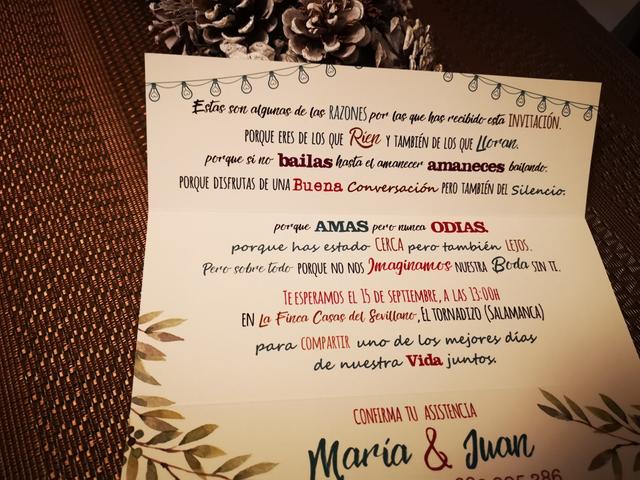 Estas son algunas de las RAZONES por las que has recibido esta INVITACIÓN.
PORQUE ERES DE LOS QUE Ríen Y TAMBIÉN DE LOS QUE Lloran.
porque si no bailas hasta el amanecer amaneces bailando.
PORQUE DISFRUTAS DE UNA Buena Conversación PERO TAMBIÉN DEL Silencio.
porque AMAS pero nunca ODIAS.
porque has estado CERCA pero también LEJOS.
Pero sobre todo PORQUE NO NOS Imaginamos NUESTRA Boda SIN TI.
TE ESPERAMOS EL 15 DE SEPTIEMBRE, A LAS 13:00H
EN La Finca Casas del Sevillano, EL TORNADIZO (SALAMANCA)
para COMPARTIR uno de los mejores días
de nuestra Vida juntos.
CONFIRMA TU ASISTENCIA
María & Juan